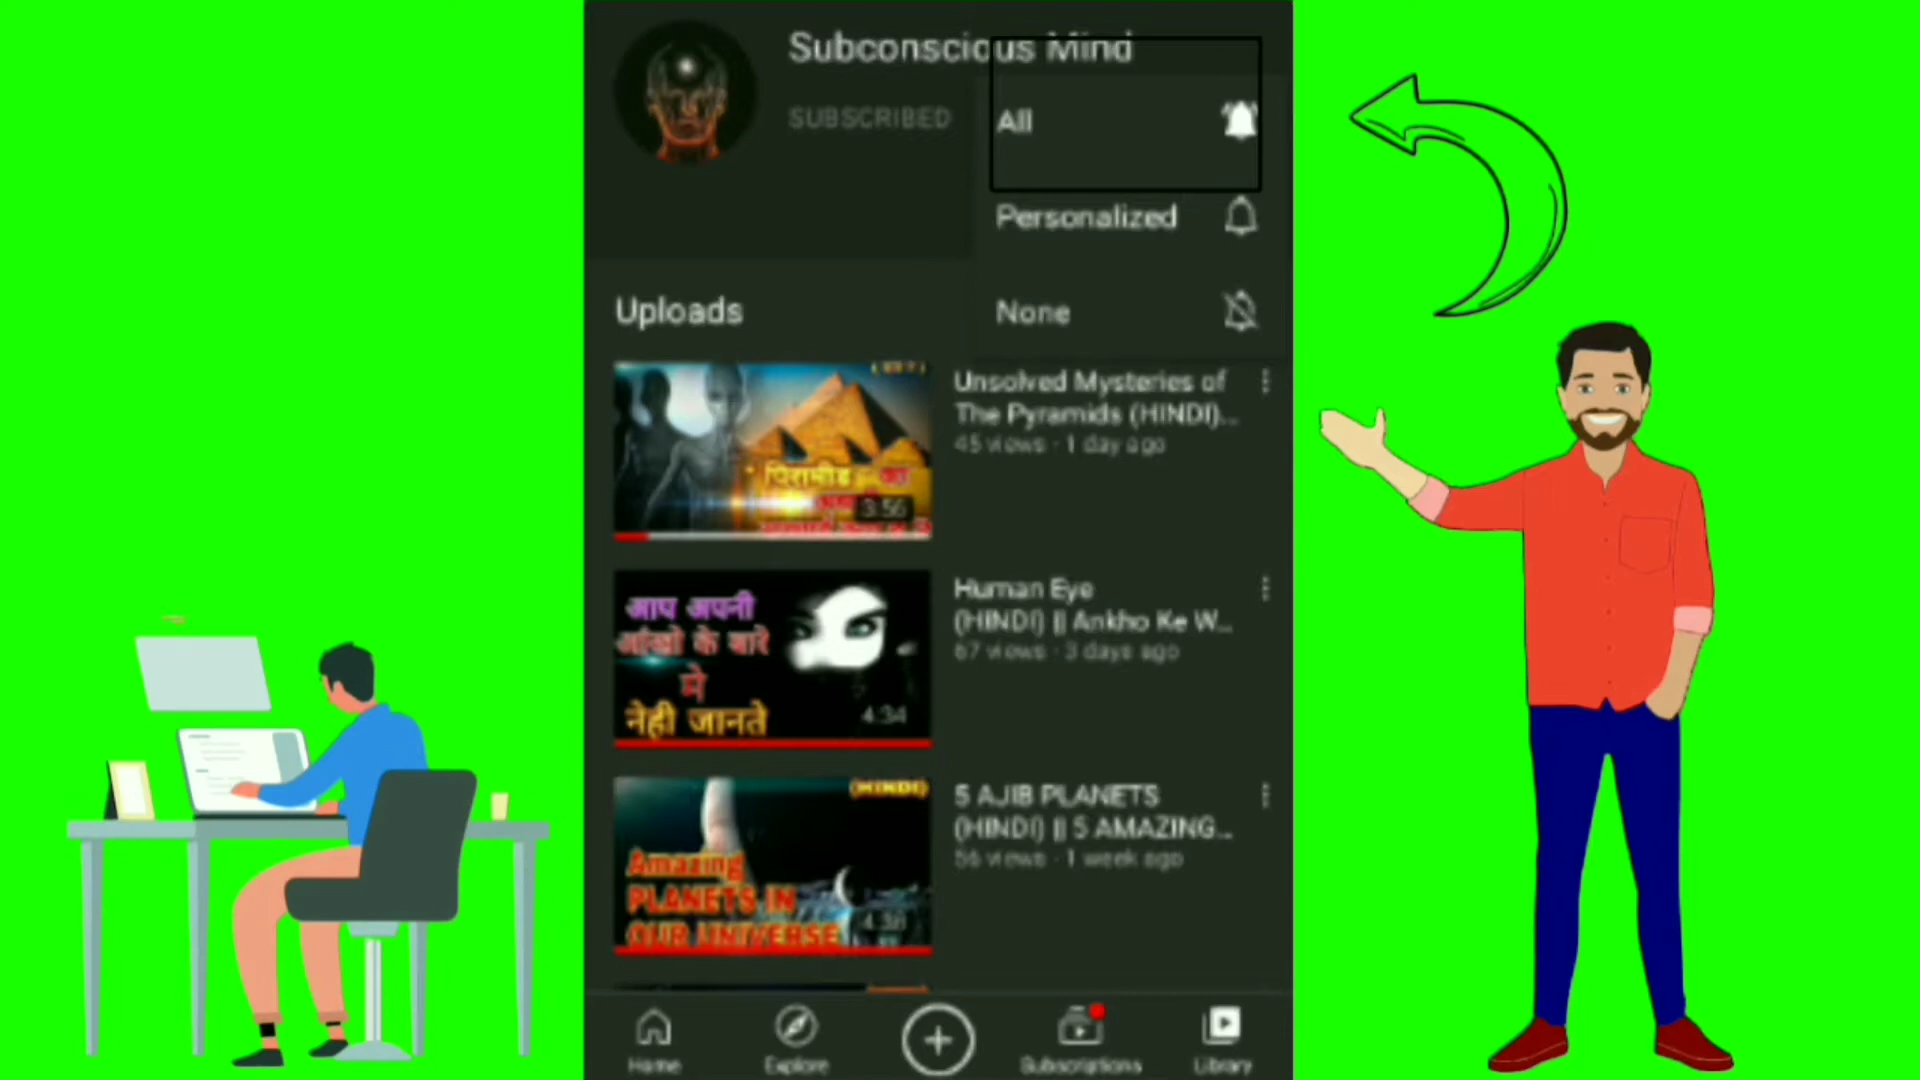 Subconscious Mind
SUBSCRIBED
All
Personalized
None
Uploads
Unsolved Mysteries of
The Pyramids (HINDI)...
45 views · 1 day ago
पिरामीड का
3:56
Human Eye
(HINDI) || Ankho Ke W...
67 views · 3 days ago
आप अपनी
आंखो के बारे
मे
नेही जानते
4:34
5 AJIB PLANETS
(HINDI) || 5 AMAZING...
56 views · 1 week ago
(HINDI)
Amazing
PLANETS IN
OUR UNIVERSE
4:38
Home
Explore
Subscriptions
Library